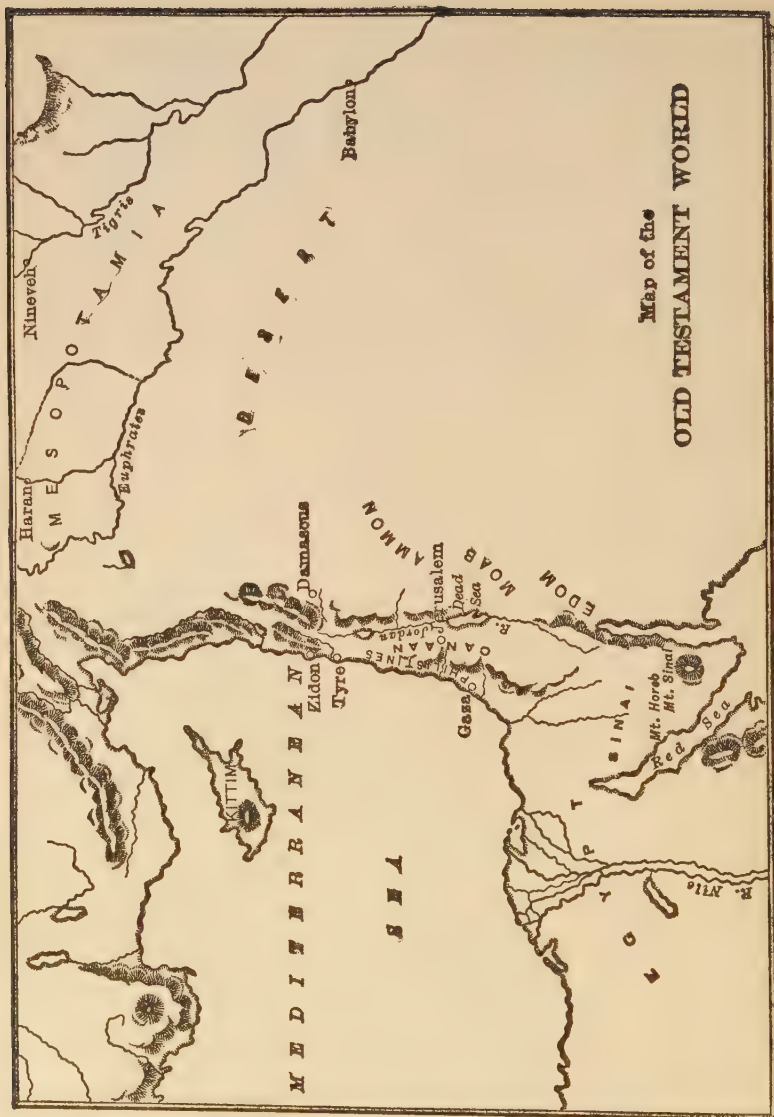 Map of the
OLD TESTAMENT WORLD
Haran
Nineveh
MESOPOTAMIA
Tigris
Euphrates
Babylon
DESERT
KITTIM
MEDITERRANEAN
SEA
Zidon
Damascus
Tyre
Jordan
CANAAN
Jerusalem
Gaza
Dead
Sea
AMMON
MOAB
EDOM
R.
SINAI
Mt. Horeb
Mt. Sinai
Red Sea
EGYPT
R. Nile